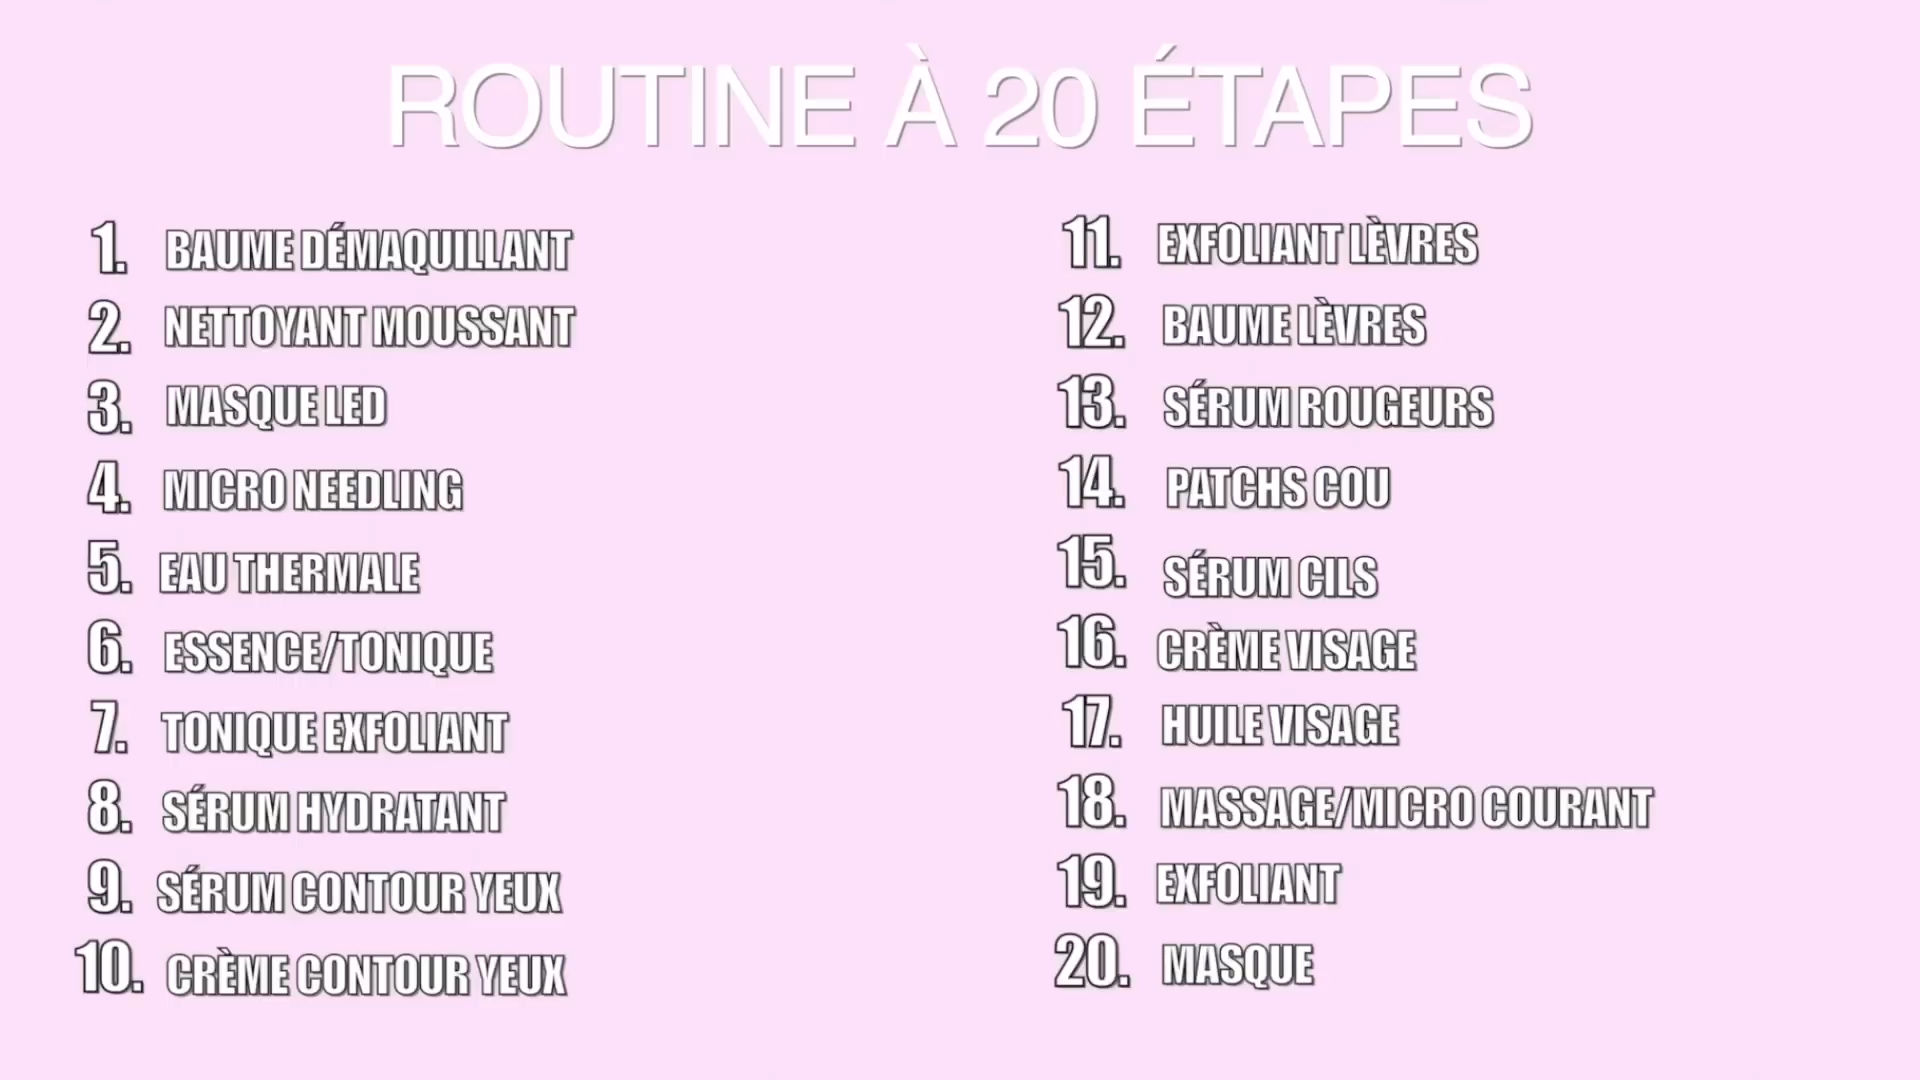 ROUTINE À 20 ÉTAPES
1. BAUME DÉMAQUILLANT
2. NETTOYANT MOUSSANT
3. MASQUE LED
4. MICRO NEEDLING
5. EAU THERMALE
6. ESSENCE/TONIQUE
7. TONIQUE EXFOLIANT
8. SÉRUM HYDRATANT
9. SÉRUM CONTOUR YEUX
10. CRÈME CONTOUR YEUX
11. EXFOLIANT LÈVRES
12. BAUME LÈVRES
13. SÉRUM ROUGEURS
14. PATCHS COU
15. SÉRUM CILS
16. CRÈME VISAGE
17. HUILE VISAGE
18. MASSAGE/MICRO COURANT
19. EXFOLIANT
20. MASQUE